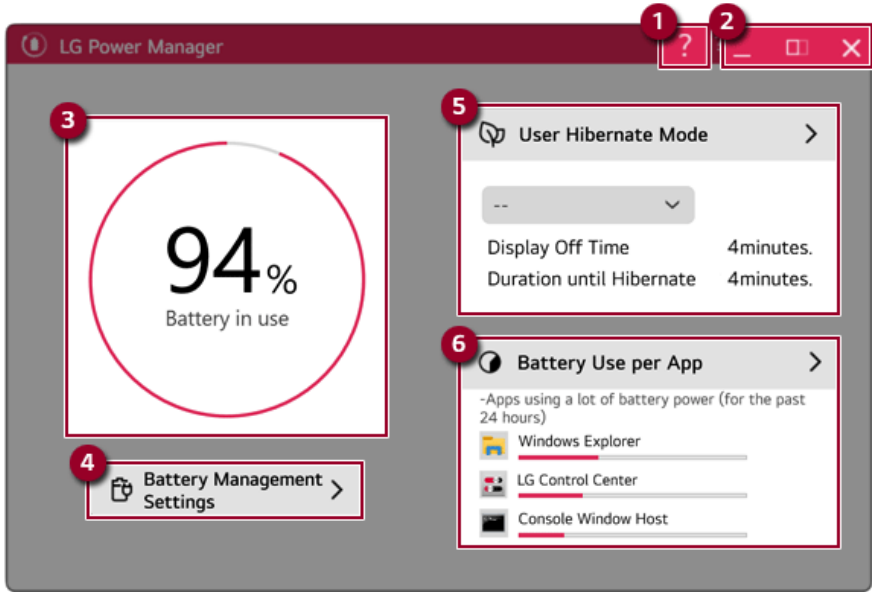 1
2
LG Power Manager
?
3
94%
Battery in use
4
Battery Management
Settings
5
User Hibernate Mode
--
Display Off Time 4minutes.
Duration until Hibernate 4minutes.
6
Battery Use per App
-Apps using a lot of battery power (for the past
24 hours)
Windows Explorer
LG Control Center
Console Window Host